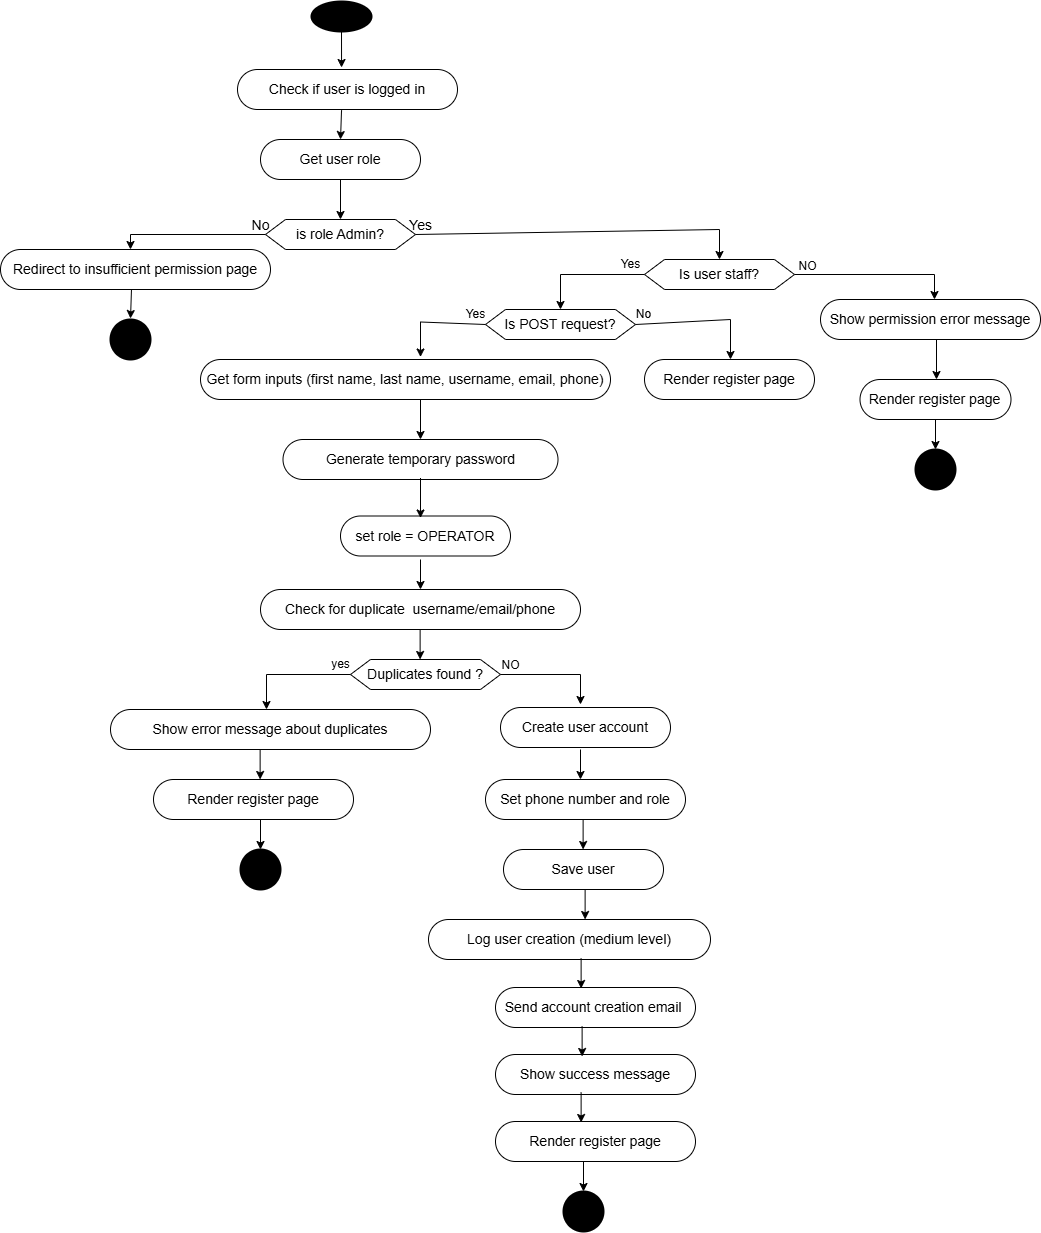 Check if user is logged in
Get user role
No
is role Admin?
Yes
Redirect to insufficient permission page
Yes
Is user staff?
NO
Yes
Is POST request?
No
Show permission error message
Get form inputs (first name, last name, username, email, phone)
Render register page
Render register page
Generate temporary password
set role = OPERATOR
Check for duplicate  username/email/phone
yes
Duplicates found ?
NO
Show error message about duplicates
Create user account
Render register page
Set phone number and role
Save user
Log user creation (medium level)
Send account creation email
Show success message
Render register page